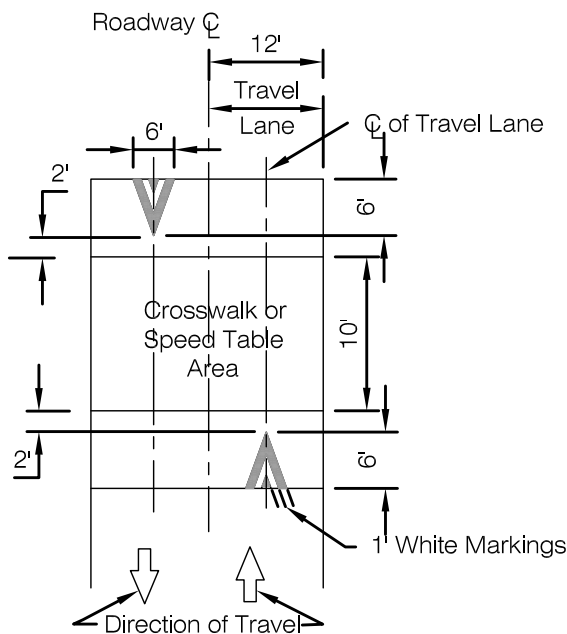 Roadway ℄
12'
Travel
Lane
6'
℄ of Travel Lane
2'
6'
Crosswalk or
Speed Table
Area
10'
2'
6'
1' White Markings
Direction of Travel